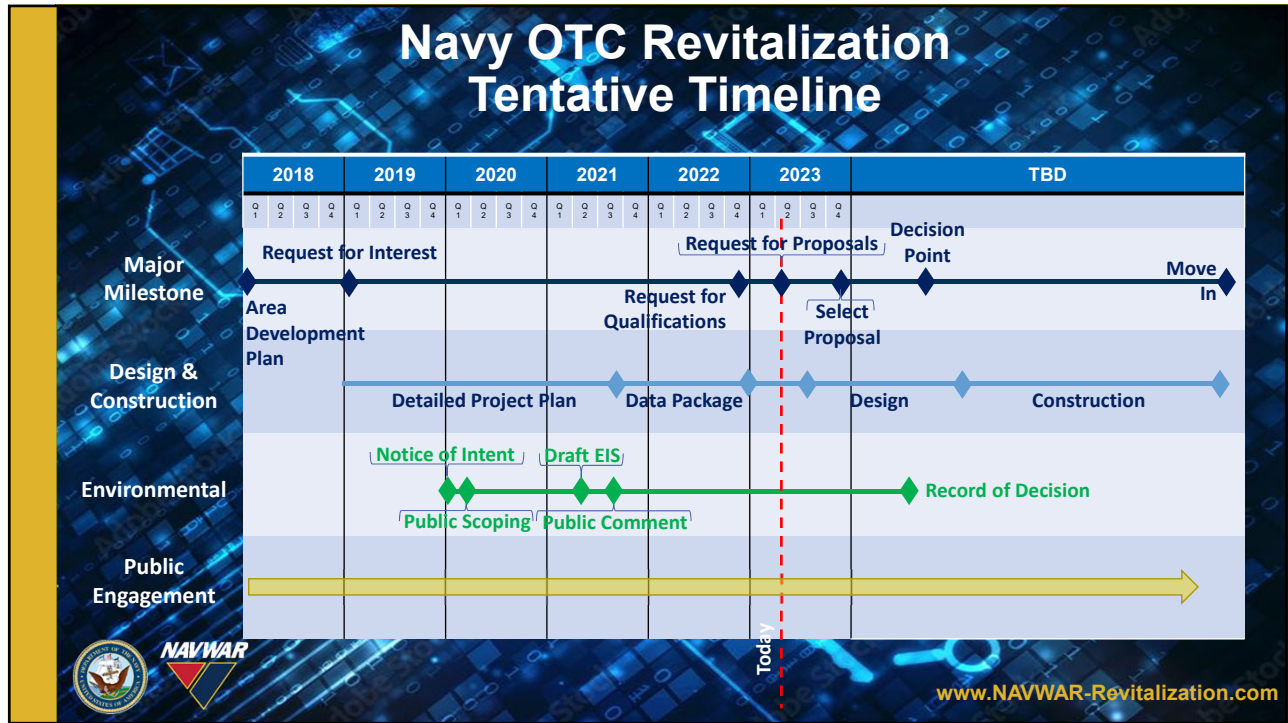 Navy OTC Revitalization
Tentative Timeline
2018 2019 2020 2021 2022 2023 TBD
Q1 Q2 Q3 Q4 Q1 Q2 Q3 Q4 Q1 Q2 Q3 Q4 Q1 Q2 Q3 Q4 Q1 Q2 Q3 Q4 Q1 Q2 Q3 Q4
Major
Milestone
Request for Interest
Area
Development
Plan
Request for
Qualifications
Request for Proposals
Select
Proposal
Decision
Point
Move
In
Design &
Construction
Detailed Project Plan
Data Package
Design
Construction
Environmental
Notice of Intent
Public Scoping
Draft EIS
Public Comment
Record of Decision
Public
Engagement
Today
NAVWAR
www.NAVWAR-Revitalization.com